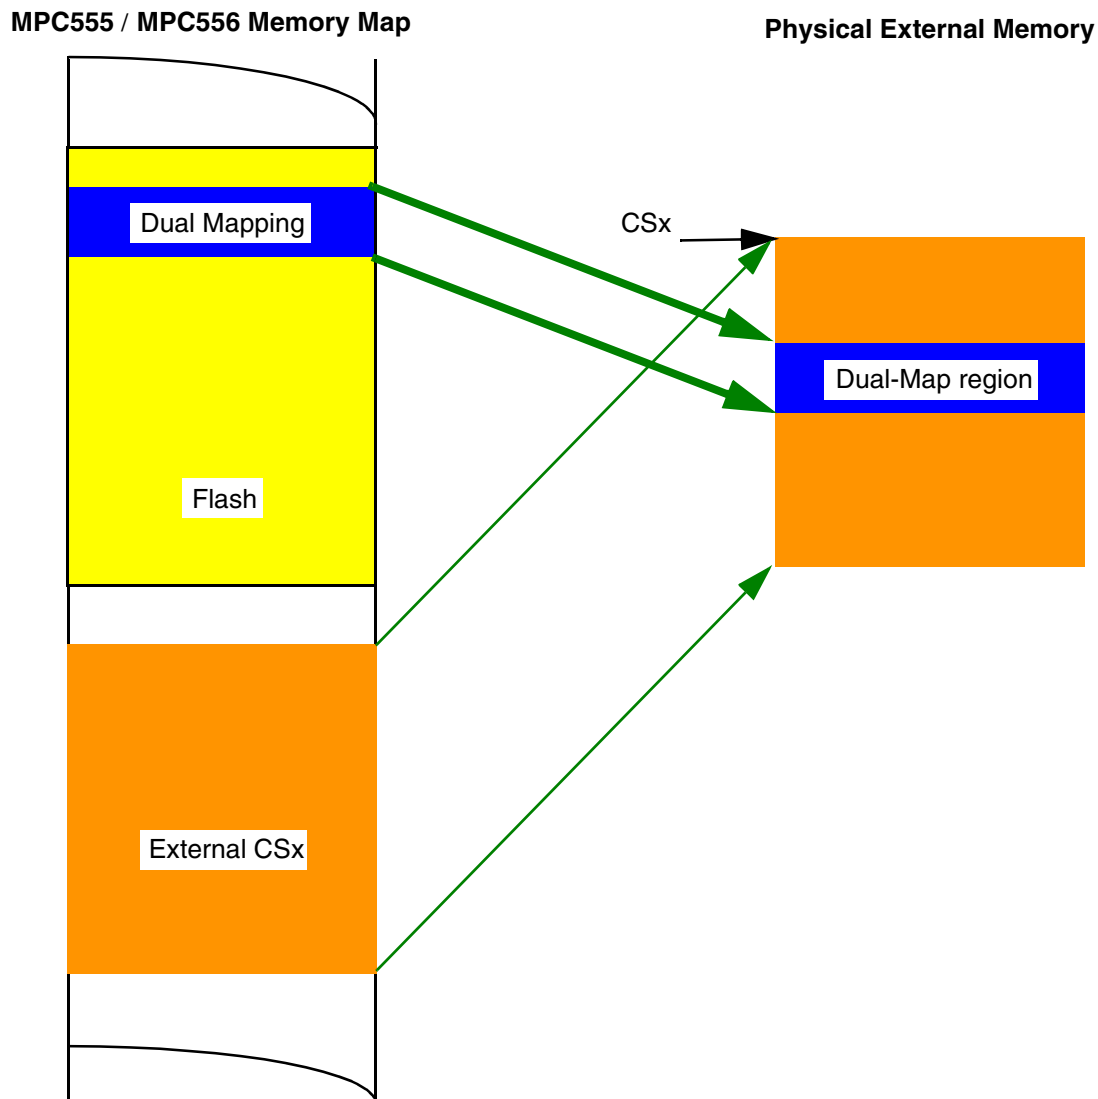 MPC555 / MPC556 Memory Map
Physical External Memory
Dual Mapping
CSx
Dual-Map region
Flash
External CSx